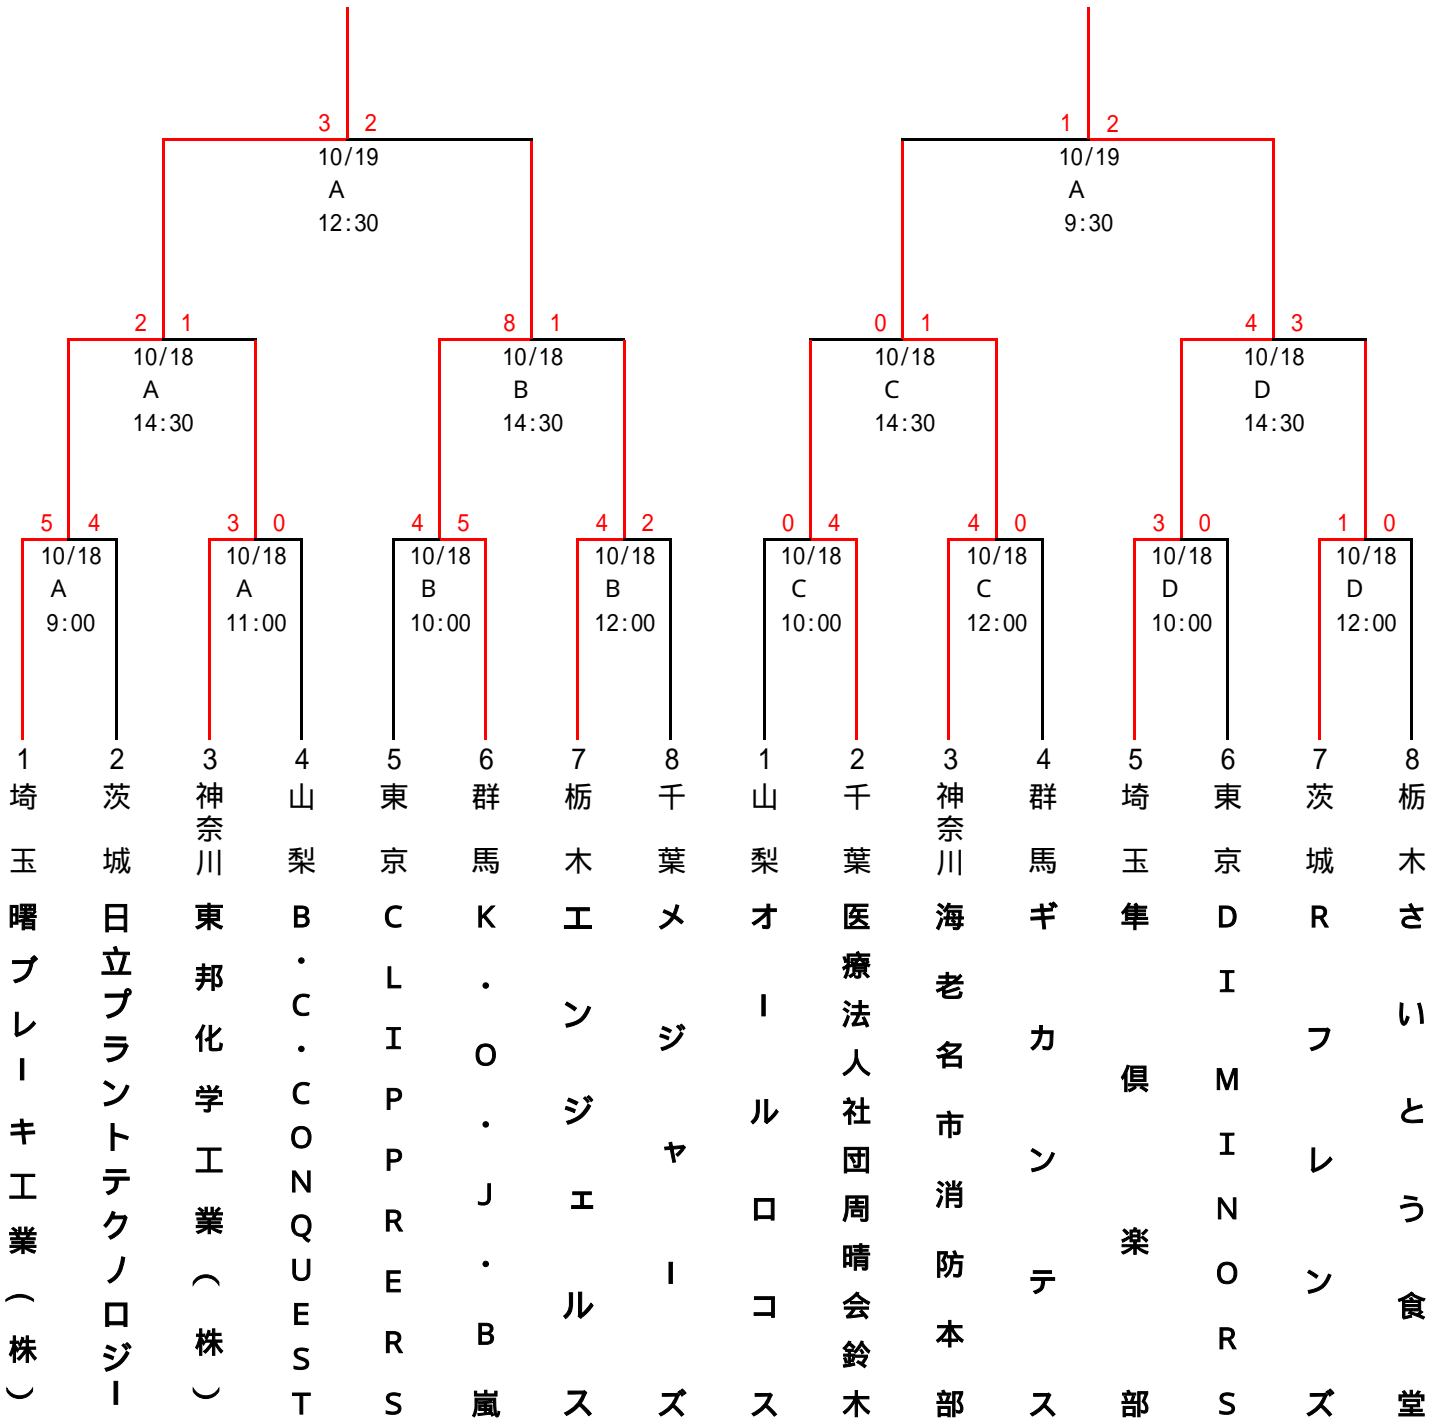 3 2
10/19
A
12:30
1 2
10/19
A
9:30
2 1
10/18
A
14:30
8 1
10/18
B
14:30
0 1
10/18
C
14:30
4 3
10/18
D
14:30
5 4
10/18
A
9:00
3 0
10/18
A
11:00
4 5
10/18
B
10:00
4 2
10/18
B
12:00
0 4
10/18
C
10:00
4 0
10/18
C
12:00
3 0
10/18
D
10:00
1 0
10/18
D
12:00
1
埼玉
曙ブレーキ工業(株)
2
茨城
日立プラントテクノロジー
3
神奈川
東邦化学工業(株)
4
山梨
B・C・CONQUEST
5
東京
CLIPPRERS
6
群馬
K・O・J・B嵐
7
栃木
エンジェルス
8
千葉
メジャーズ
1
山梨
オールロコス
2
千葉
医療法人社団周晴会鈴木
3
神奈川
海老名市消防本部
4
群馬
ギガンテス
5
埼玉
隼倶楽部
6
東京
DI MINORS
7
茨城
Rフレンズ
8
栃木
さいとう食堂